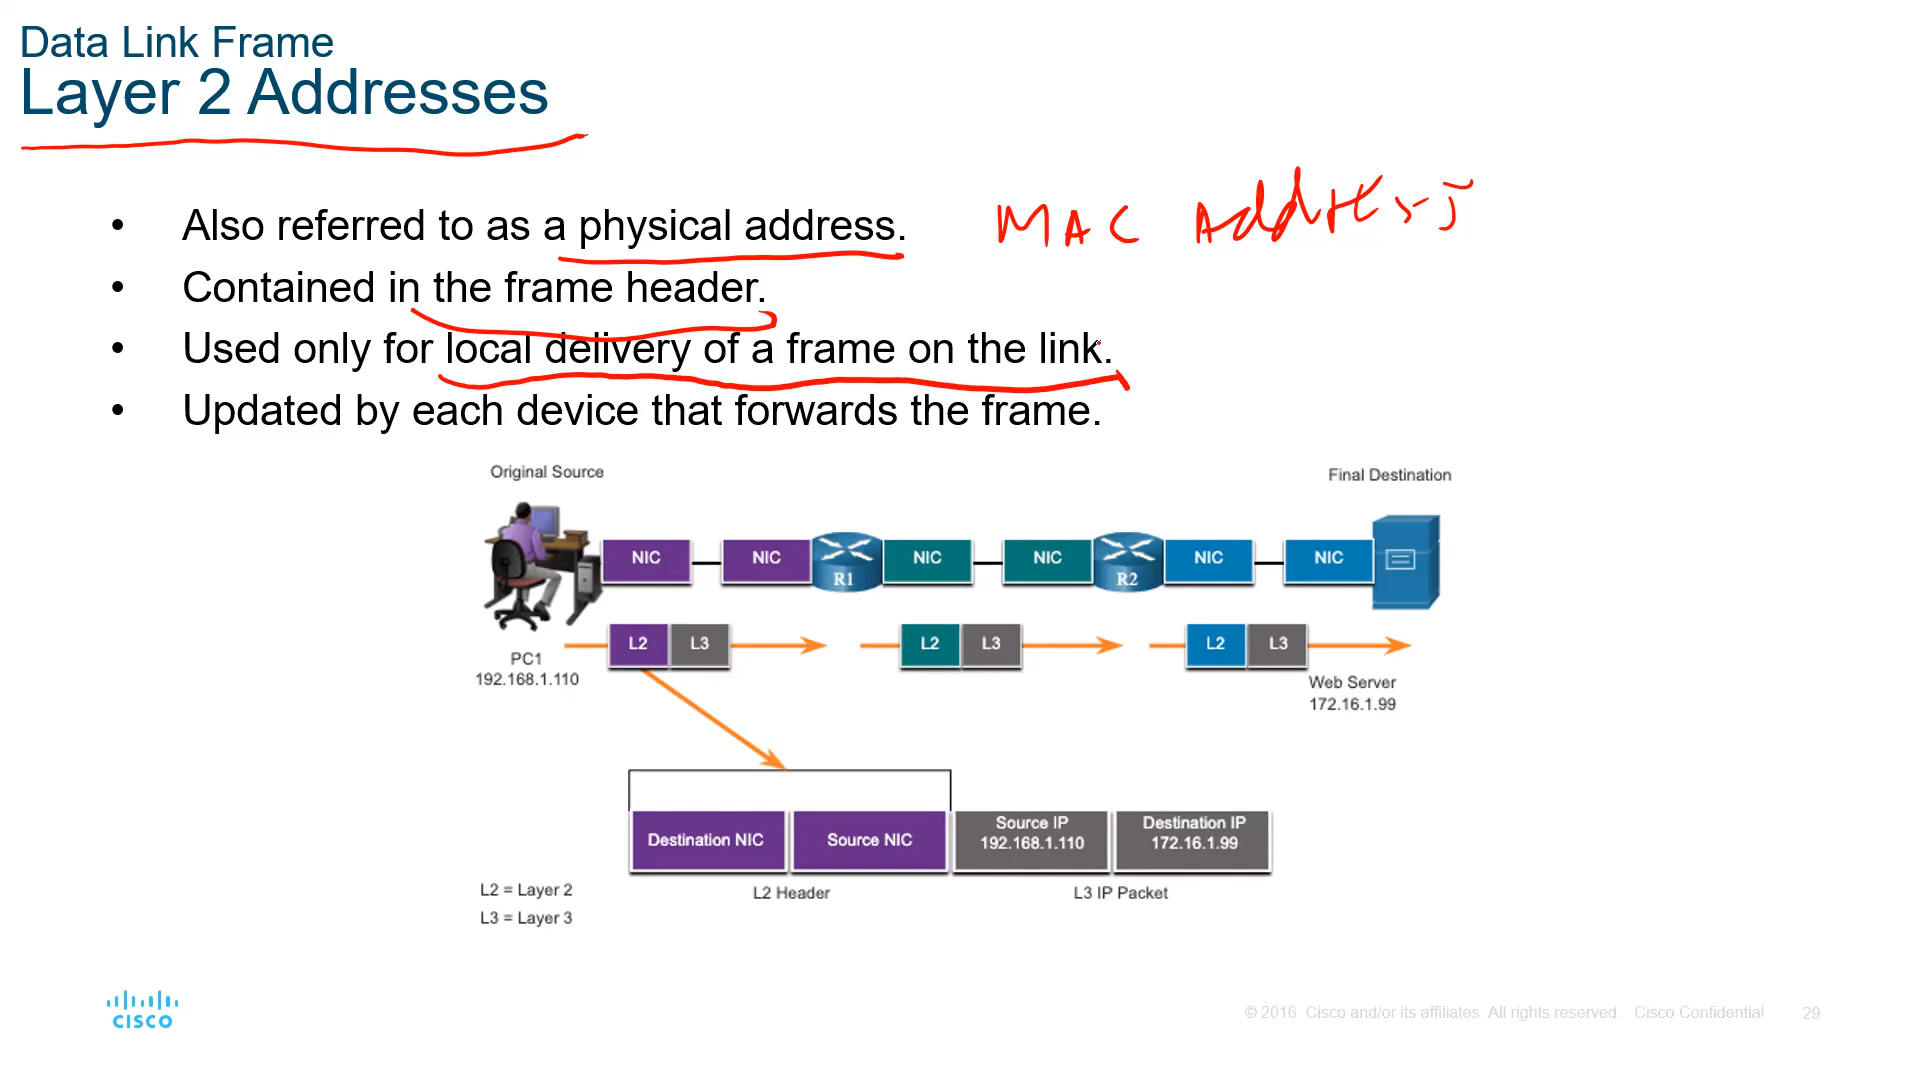 Data Link Frame
Layer 2 Addresses
• Also referred to as a physical address.
MAC Address
• Contained in the frame header.
• Used only for local delivery of a frame on the link.
• Updated by each device that forwards the frame.
Original Source
Final Destination
NIC NIC R1 NIC NIC R2 NIC NIC
L2 L3 L2 L3 L2 L3
PC1
192.168.1.110
Web Server
172.16.1.99
Destination NIC Source NIC
Source IP
192.168.1.110
Destination IP
172.16.1.99
L2 Header L3 IP Packet
L2 = Layer 2
L3 = Layer 3
CISCO
© 2016 Cisco and/or its affiliates. All rights reserved. Cisco Confidential 29